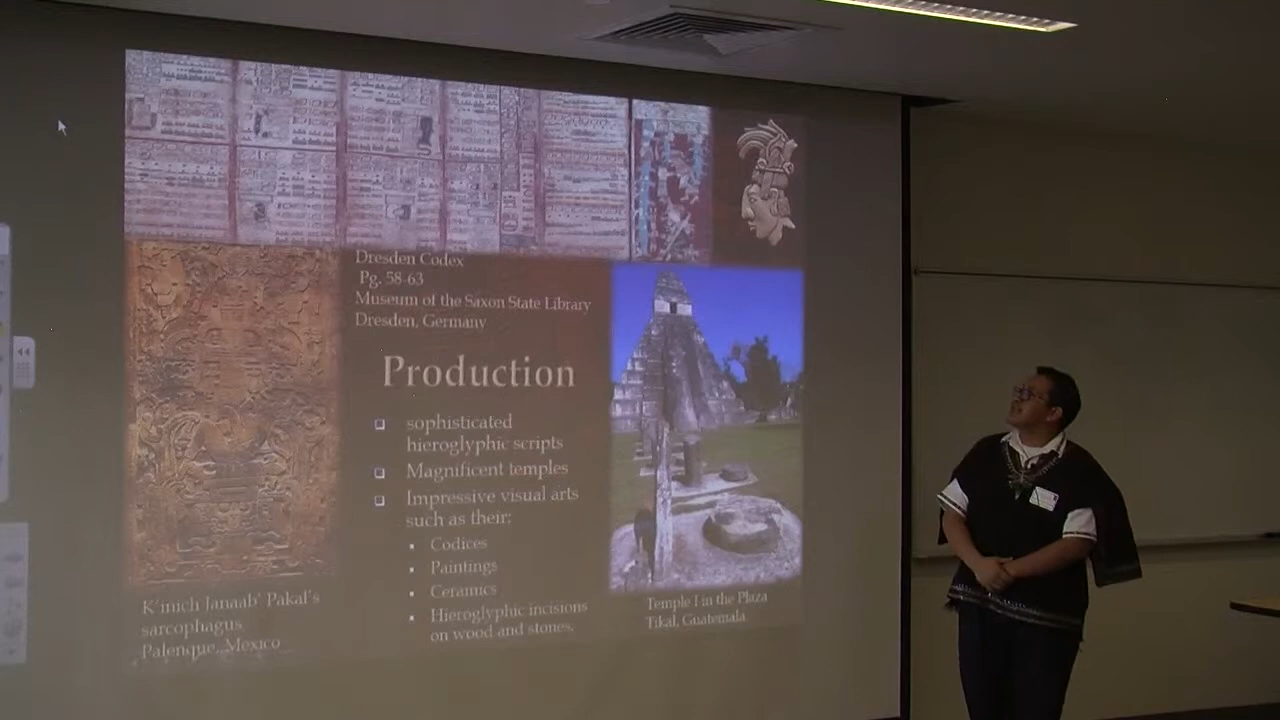 Dresden Codex
Pg. 58-63
Museum of the Saxon State Library
Dresden, Germany
Production
sophisticated
hieroglyphic scripts
Magnificent temples
Impressive visual arts
such as their:
Codices
Paintings
Ceramics
Hieroglyphic incisions
on wood and stones.
K'inich Janaab' Pakal's
sarcophagus
Palenque, Mexico
Temple I in the Plaza
Tikal, Guatemala